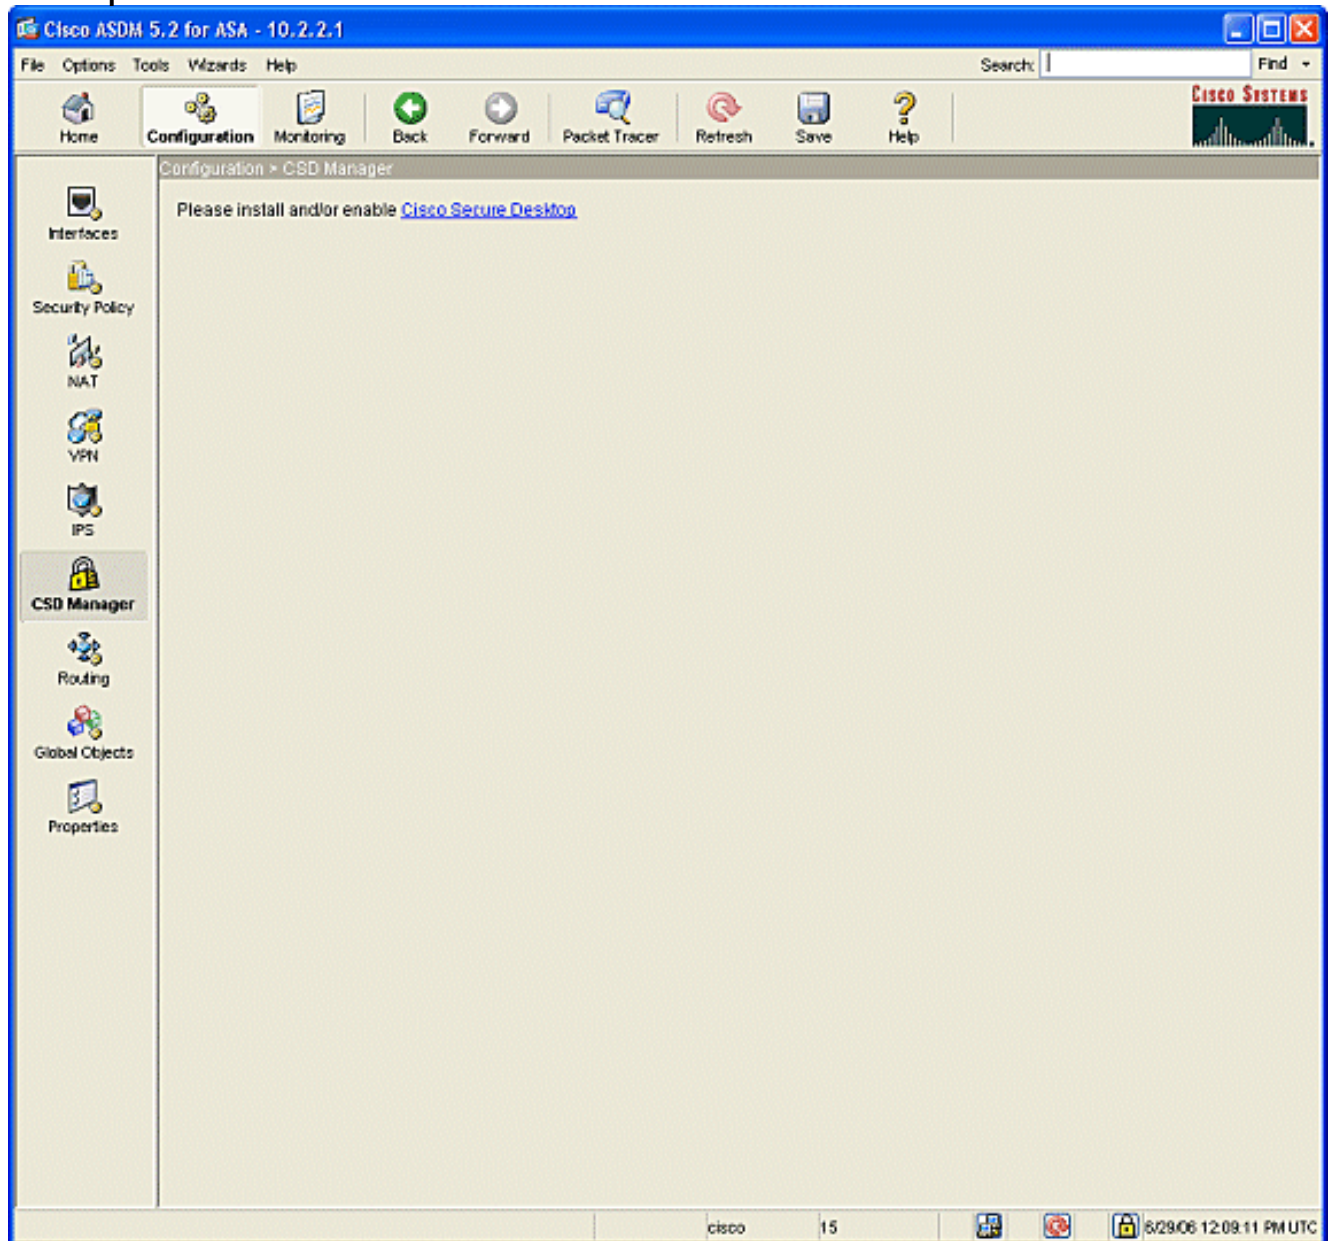 Cisco ASDM 5.2 for ASA - 10.2.2.1
File Options Tools Wizards Help Search: Find
Home Configuration Monitoring Back Forward Packet Tracer Refresh Save Help
CISCO SYSTEMS
Configuration > CSD Manager
Please install and/or enable Cisco Secure Desktop
Interfaces
Security Policy
NAT
VPN
IPS
CSD Manager
Routing
Global Objects
Properties
cisco 15 6/29/06 12:09:11 PM UTC